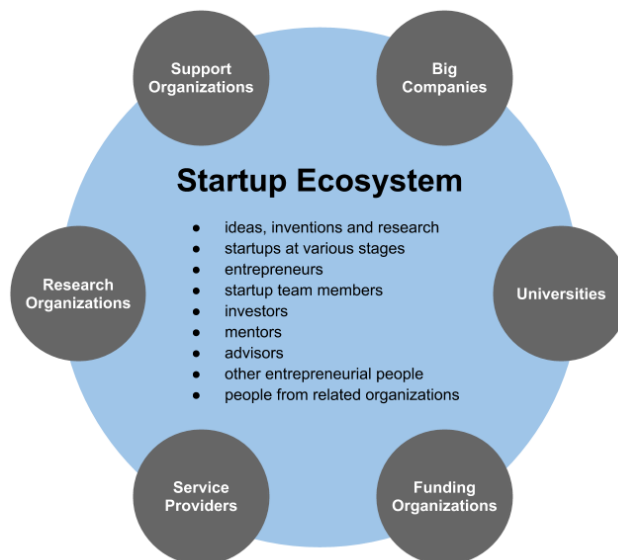 Support
Organizations
Big
Companies
Startup Ecosystem
● ideas, inventions and research
● startups at various stages
● entrepreneurs
● startup team members
● investors
● mentors
● advisors
● other entrepreneurial people
● people from related organizations
Research
Organizations
Universities
Service
Providers
Funding
Organizations